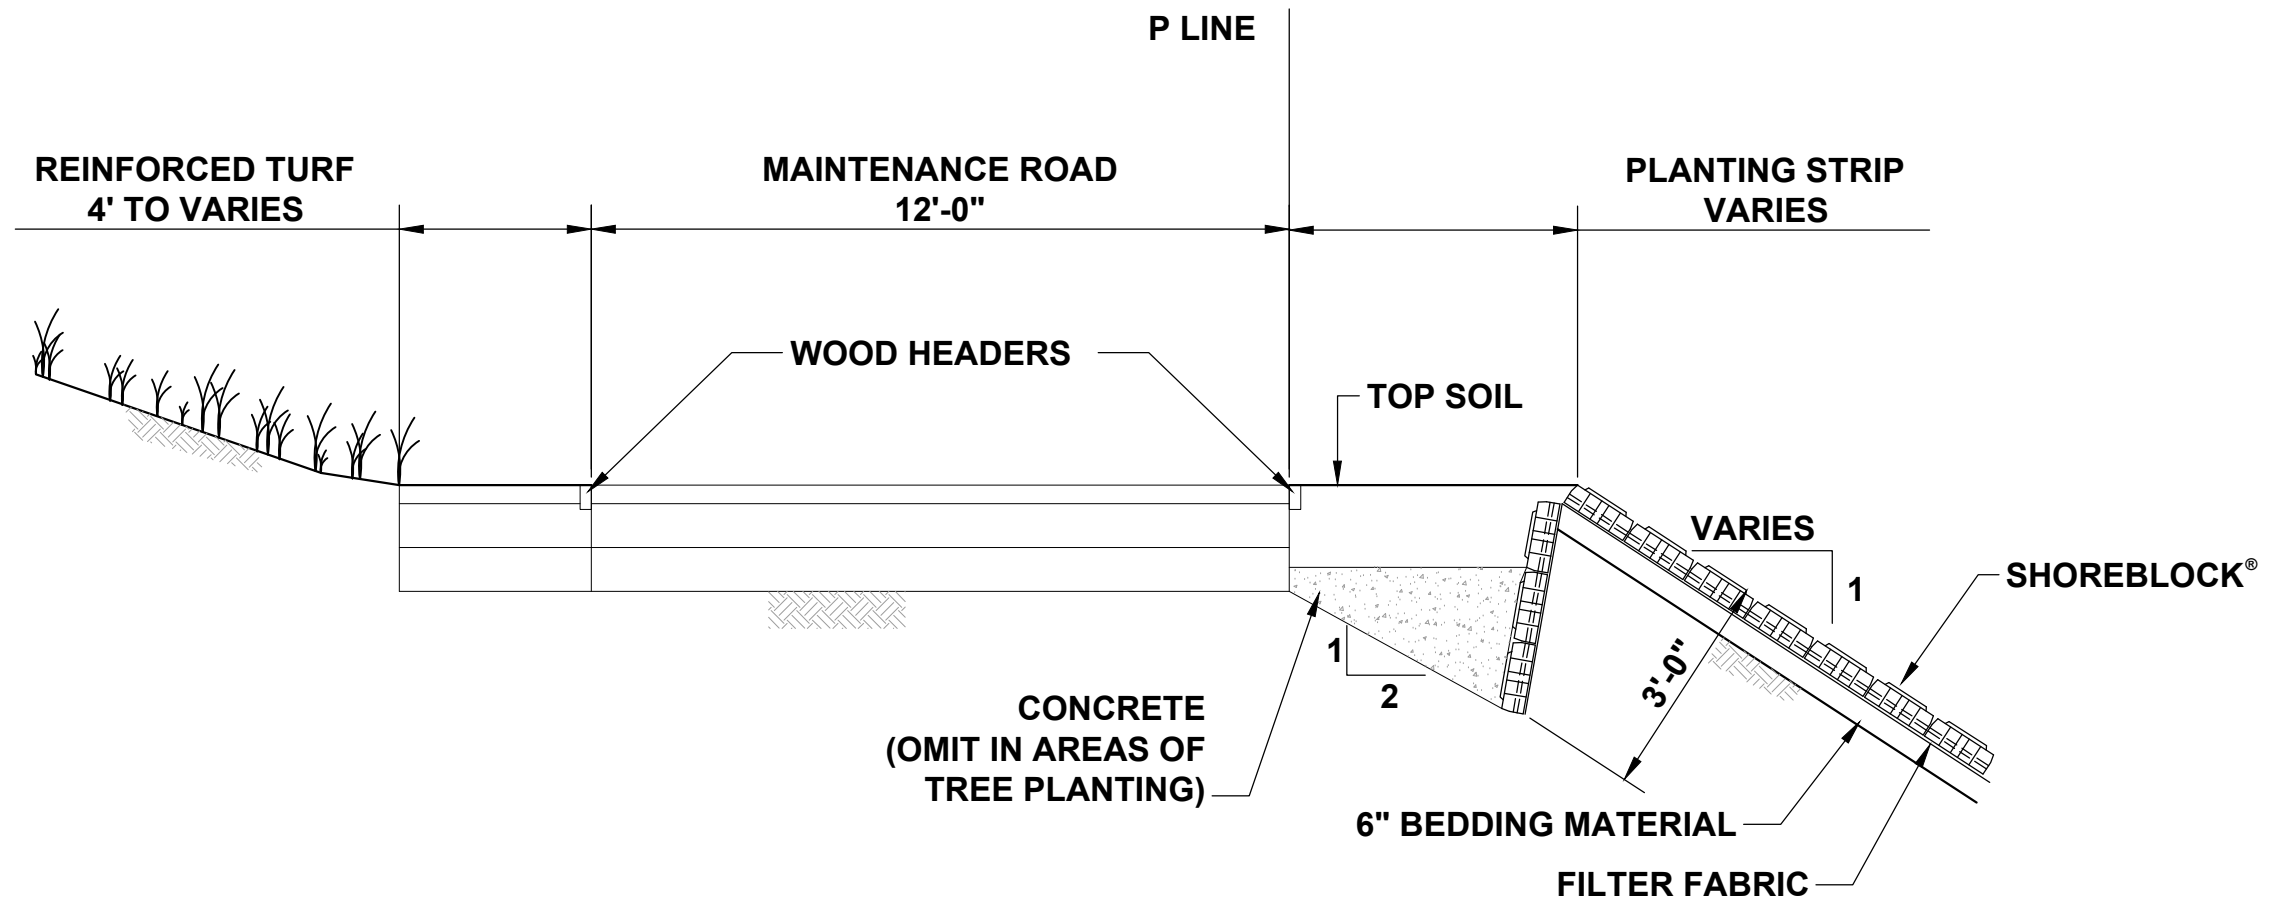 P LINE
REINFORCED TURF
4' TO VARIES
MAINTENANCE ROAD
12'-0"
PLANTING STRIP
VARIES
WOOD HEADERS
TOP SOIL
VARIES
1
SHOREBLOCK®
1
2
3'-0"
CONCRETE
(OMIT IN AREAS OF
TREE PLANTING)
6" BEDDING MATERIAL
FILTER FABRIC